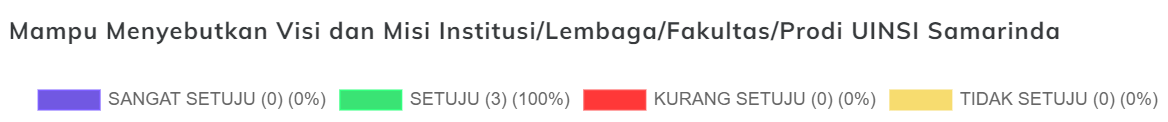 Mampu Menyebutkan Visi dan Misi Institusi/Lembaga/Fakultas/Prodi UINSI Samarinda
SANGAT SETUJU (0) (0%) SETUJU (3) (100%) KURANG SETUJU (0) (0%) TIDAK SETUJU (0) (0%)